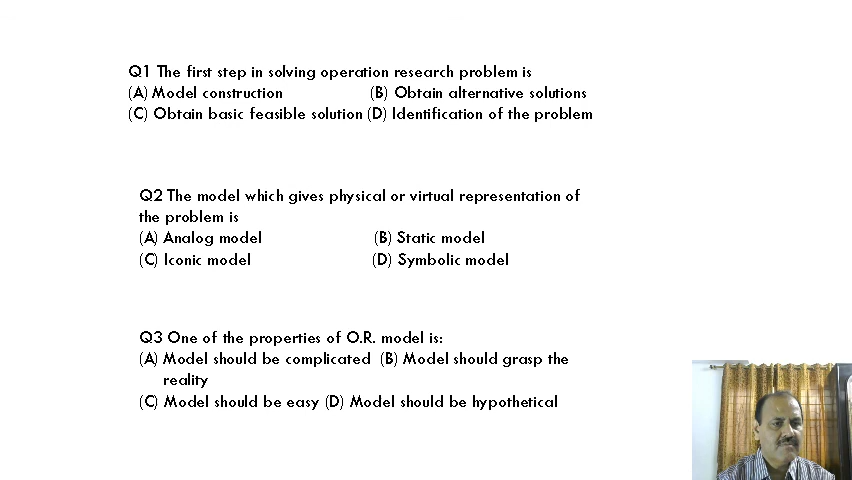 Q1 The first step in solving operation research problem is
(A) Model construction (B) Obtain alternative solutions
(C) Obtain basic feasible solution (D) Identification of the problem
Q2 The model which gives physical or virtual representation of
the problem is
(A) Analog model (B) Static model
(C) Iconic model (D) Symbolic model
Q3 One of the properties of O.R. model is:
(A) Model should be complicated (B) Model should grasp the
reality
(C) Model should be easy (D) Model should be hypothetical